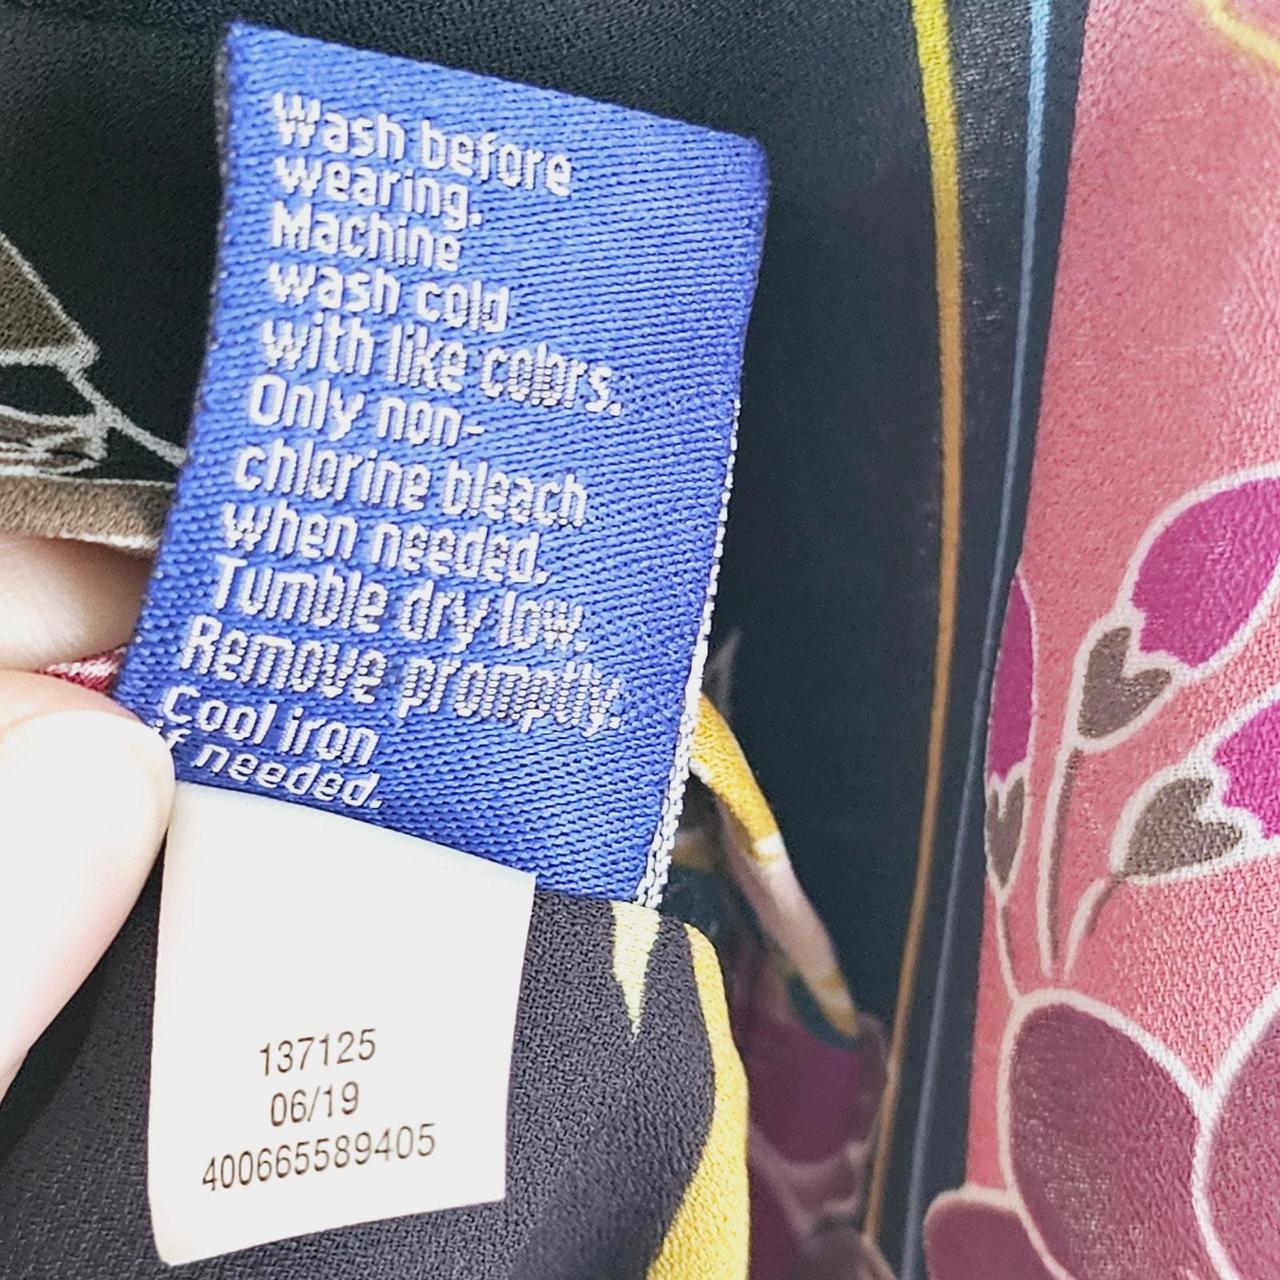 Wash before
wearing.
Machine
wash cold
with like colors.
Only non-
chlorine bleach
when needed.
Tumble dry low.
Remove promptly.
Cool iron
if needed.
137125
06/19
400665589405